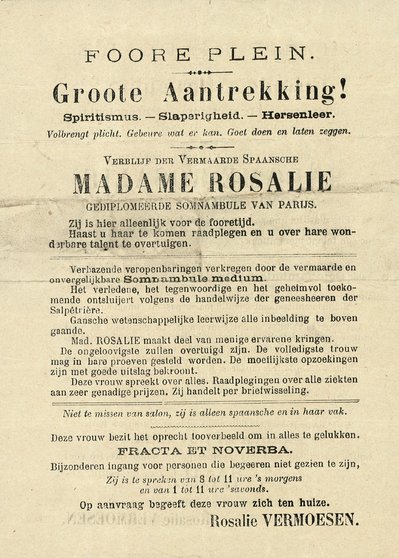 FOORE PLEIN.
Groote Aantrekking!
Spiritismus. — Slaperigheid. — Hersenleer.
Volbrengt plicht. Gebeure wat er kan. Goet doen en laten zeggen.
Verblijf der Vermaarde Spaansche
MADAME ROSALIE
GEDIPLOMEERDE SOMNAMBULE VAN PARIJS.
Zij is hier alleenlijk voor de fooretijd.
Haast u haar te komen raadplegen en u over hare won-
derbare talent te overtuigen.
Verbazende veropenbaringen verkregen door de vermaarde en
onvergelijkbare Somnambule medium.
Het verledene, het tegenwoordige en het geheimvol toeko-
mende ontsluijert volgens de handelwijze der geneesheeren der
Salpétrière.
Gansche wetenschappelijke leerwijze alle inbeelding te boven
gaande.
Mad. ROSALIE maakt deel van menige ervarene kringen.
De ongeloovigste zullen overtuigd zijn. De volledigste trouw
mag in hare proeven gesteld worden. De moeilijkste opzoeken
zijn met goede uitslag bekroont.
Deze vrouw spreekt over alles. Raadplegingen over alle ziekten
aan zeer genadige prijzen. Zij handelt per briefwisseling.
Niet te missen van salon, zij is alleen spaansche en in haar vak.
Deze vrouw bezit het oprecht tooverbeeld om in alles te gelukken.
FRACTA ET NOVERBA.
Bijzonderen ingang voor personen die begeeren niet gezien te zijn,
Zij is te spreken van 8 tot 11 ure 's morgens
en van 1 tot 11 ure 'savonds.
Op aanvraag begeeft deze vrouw zich ten huize.
Rosalie VERMOESEN.